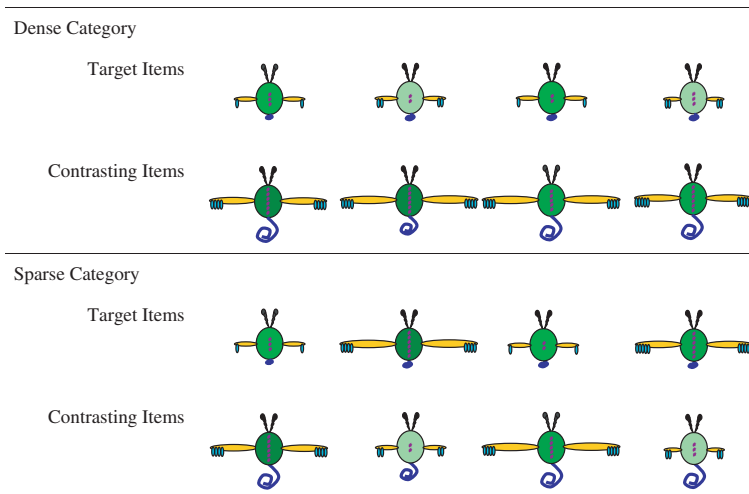 Dense Category
Target Items
Contrasting Items
Sparse Category
Target Items
Contrasting Items